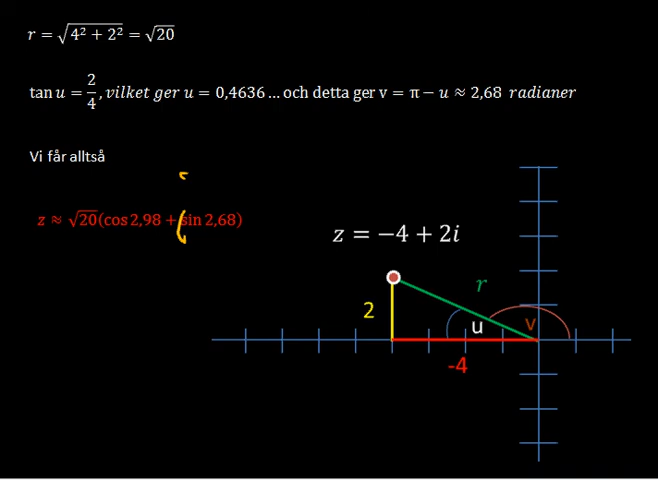 r = √4² + 2² = √20
tan u = 2/4, vilket ger u = 0,4636 ... och detta ger v = π − u ≈ 2,68 radianer
Vi får alltså
z ≈ √20(cos 2,98 + i sin 2,68)
z = −4 + 2i
r
2
u
v
-4